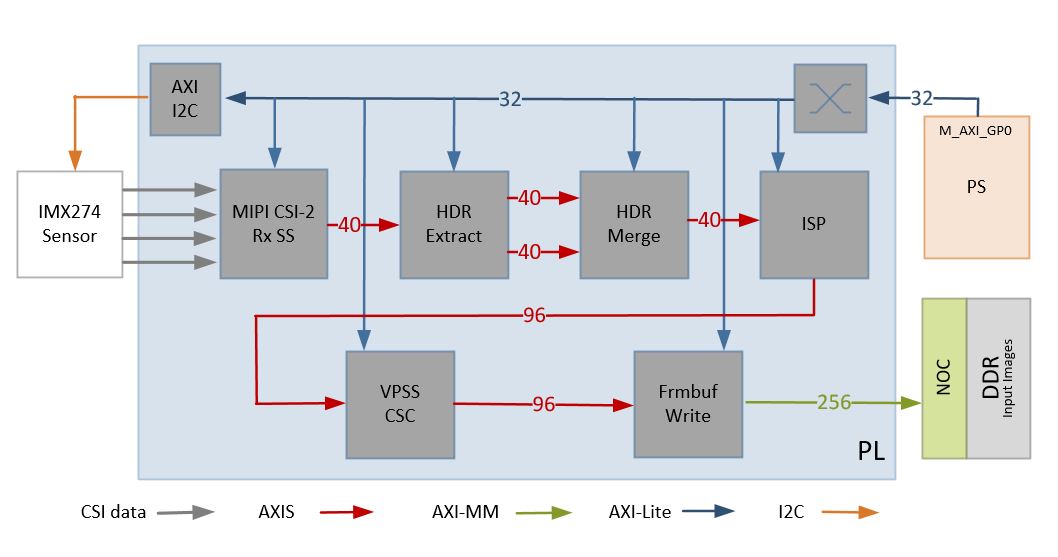 AXI
I2C
32
32
M_AXI_GP0
PS
IMX274
Sensor
MIPI CSI-2
Rx SS
40
HDR
Extract
40
40
HDR
Merge
40
ISP
96
VPSS
CSC
96
Frmbuf
Write
256
NOC
DDR
Input Images
PL
CSI data
AXIS
AXI-MM
AXI-Lite
I2C